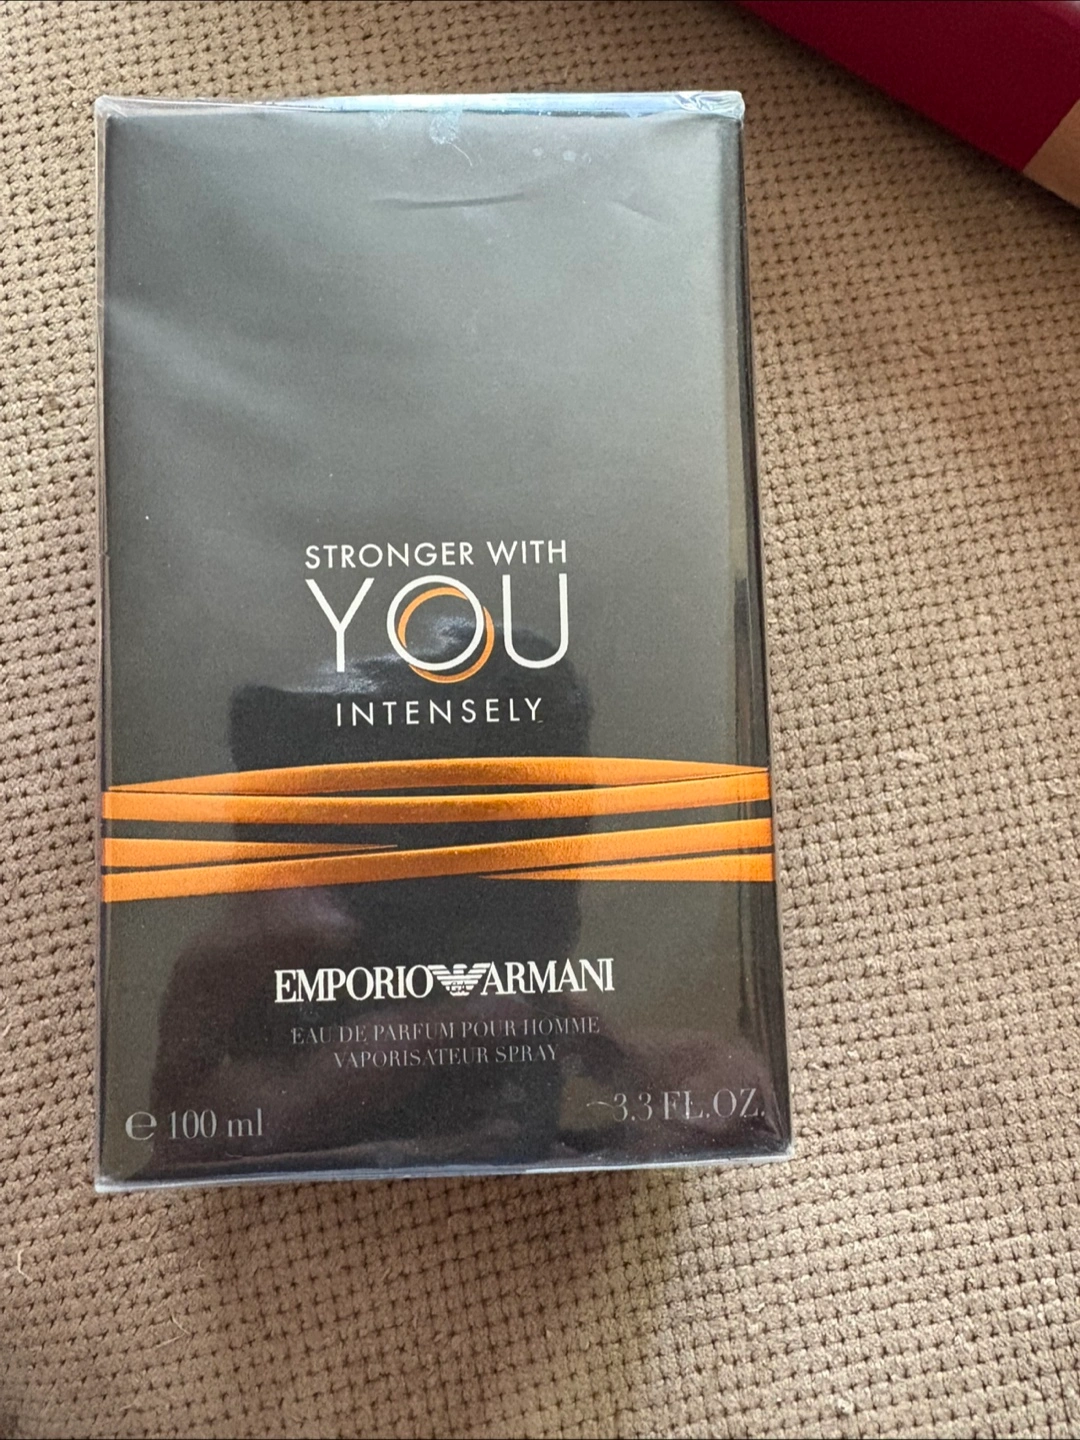 STRONGER WITH
YOU
INTENSELY
EMPORIO ARMANI
EAU DE PARFUM POUR HOMME
VAPORISATEUR SPRAY
e 100 ml
3.3 FL.OZ.